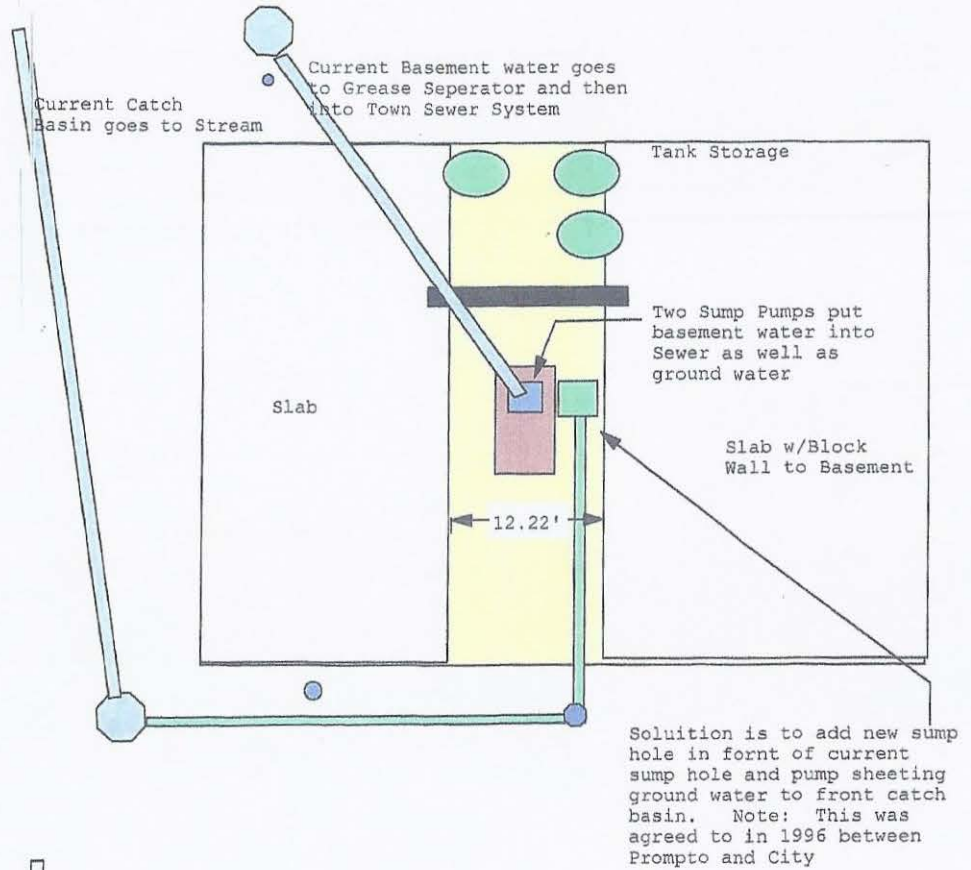 Current Basement water goes
to Grease Seperator and then
into Town Sewer System
Current Catch
Basin goes to Stream
Tank Storage
Two Sump Pumps put
basement water into
Sewer as well as
ground water
Slab
Slab w/Block
Wall to Basement
12.22'
Soluition is to add new sump
hole in fornt of current
sump hole and pump sheeting
ground water to front catch
basin.   Note:  This was
agreed to in 1996 between
Prompto and City